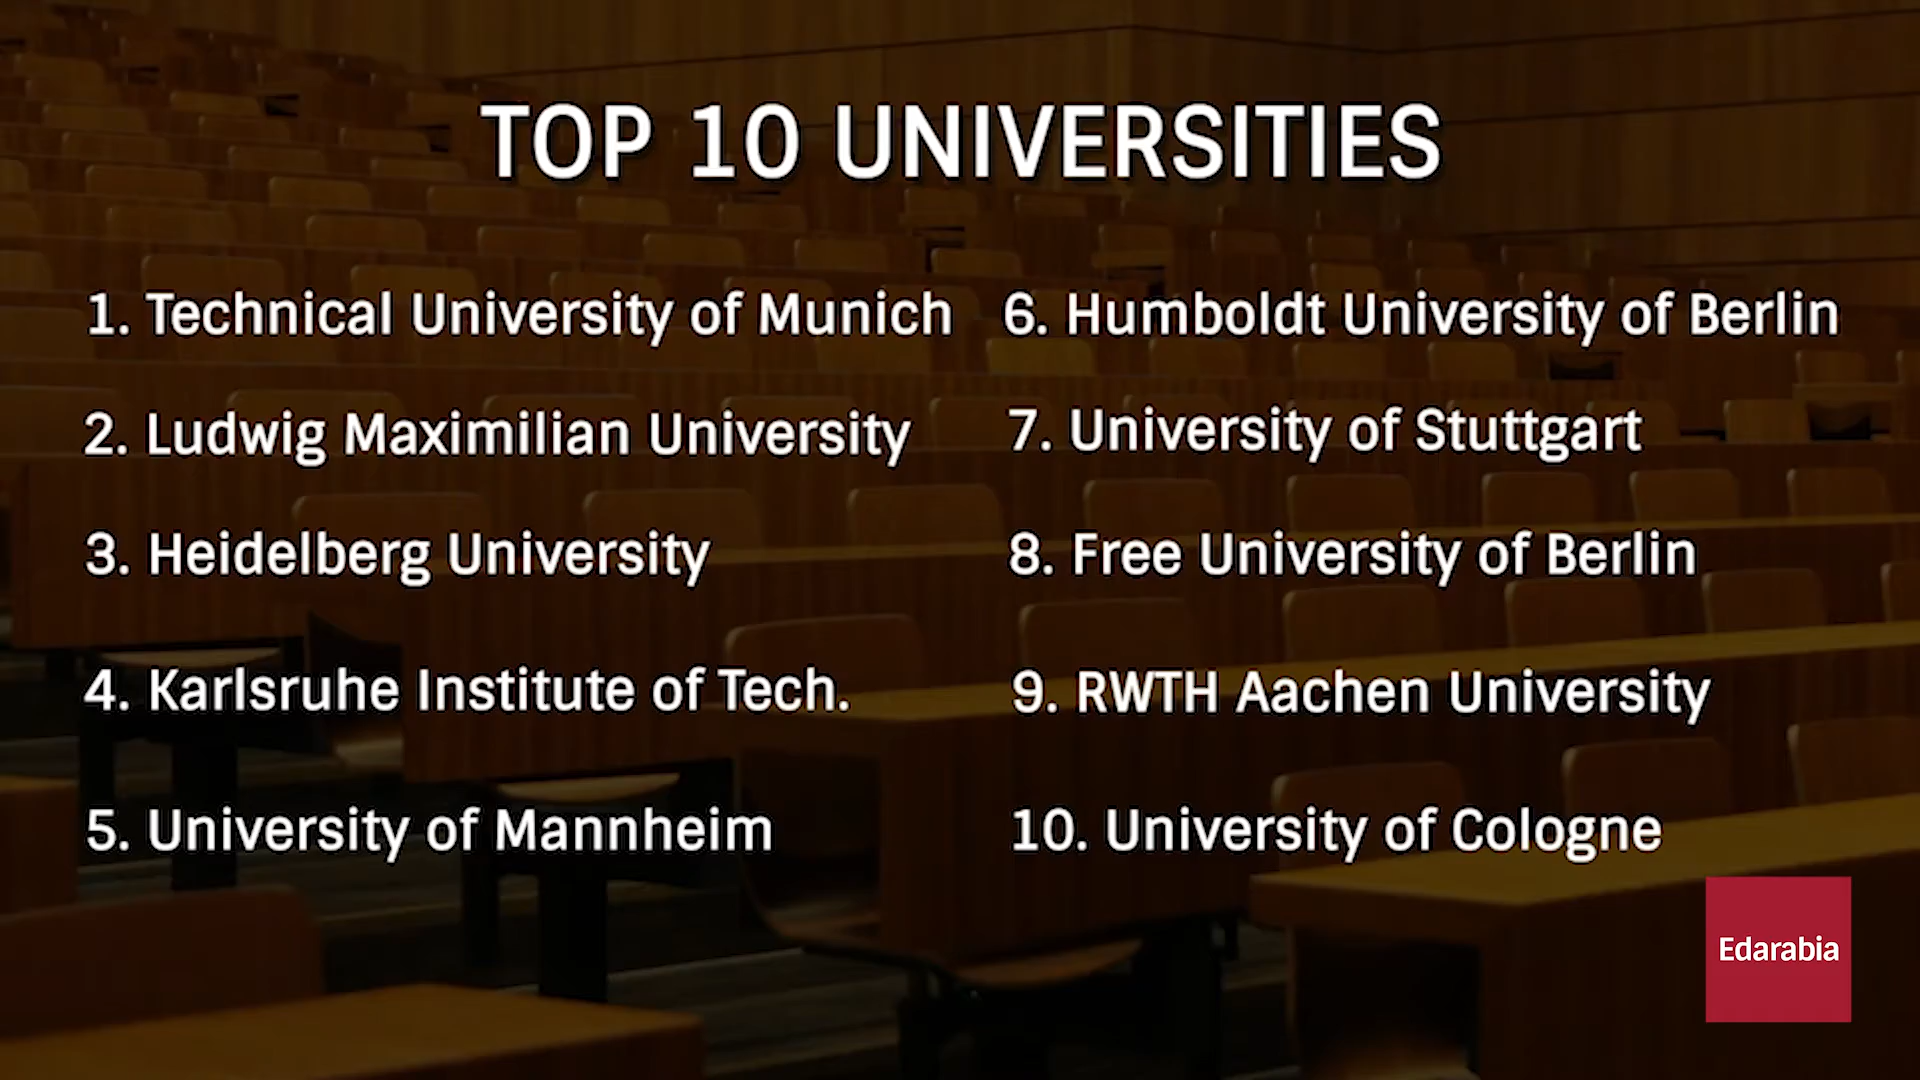 TOP 10 UNIVERSITIES
1. Technical University of Munich
2. Ludwig Maximilian University
3. Heidelberg University
4. Karlsruhe Institute of Tech.
5. University of Mannheim
6. Humboldt University of Berlin
7. University of Stuttgart
8. Free University of Berlin
9. RWTH Aachen University
10. University of Cologne
Edarabia